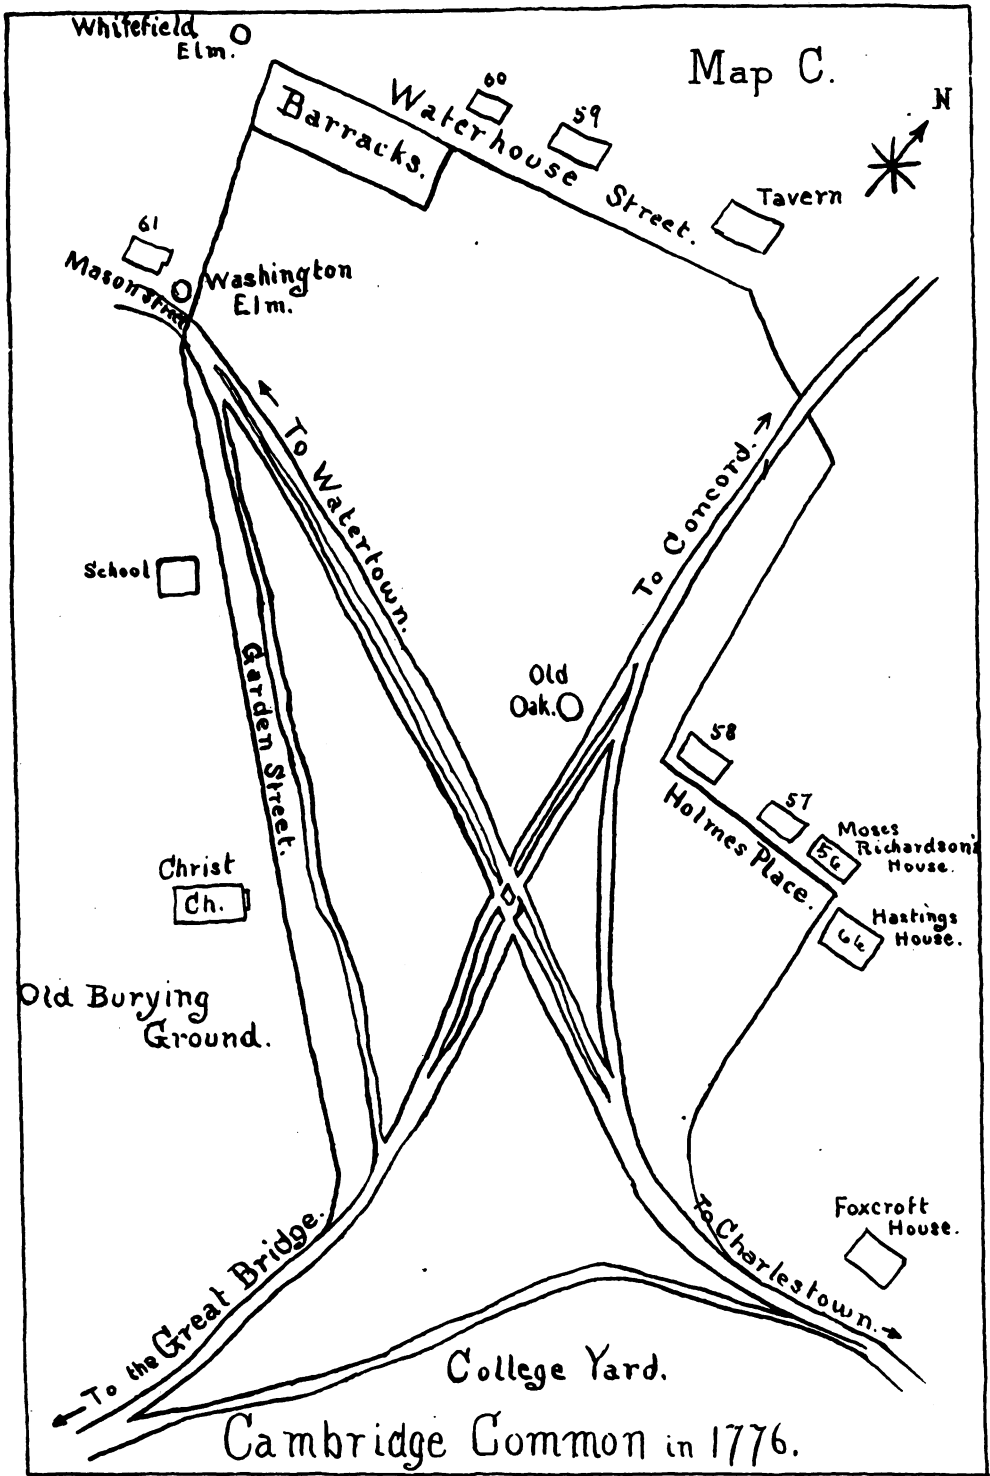 Whitefield
Elm.
Map C.
N
60
59
Barracks.
Waterhouse Street.
Tavern
61
Mason Street
Washington
Elm.
To Watertown.
To Concord.
School
Garden Street.
Old
Oak.
58
57
Holmes Place.
56
Moses
Richardson's
House.
Christ
Ch.
Hastings
House.
Old Burying
Ground.
Foxcroft
House.
To Charlestown.
To the Great Bridge.
College Yard.
Cambridge Common in 1776.